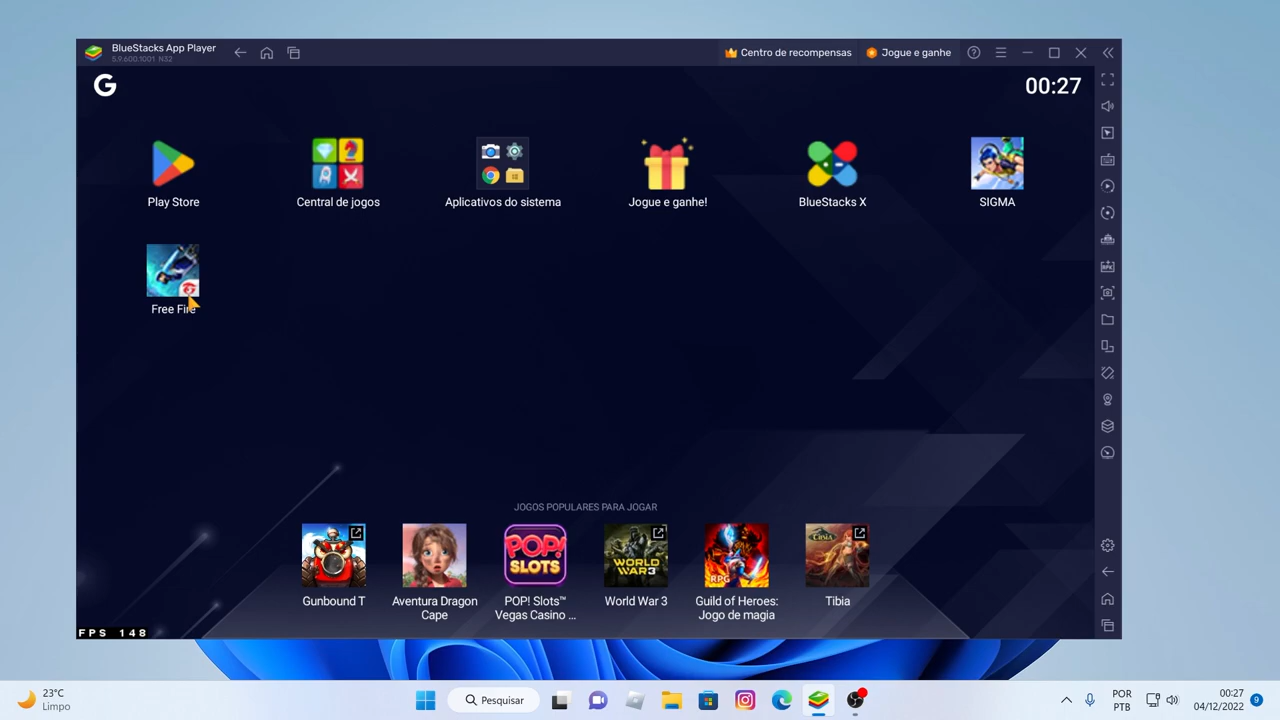 BlueStacks App Player
5.9.600.1001 N32
Centro de recompensas
Jogue e ganhe
G
00:27
Play Store
Central de jogos
Aplicativos do sistema
Jogue e ganhe!
BlueStacks X
SIGMA
Free Fire
JOGOS POPULARES PARA JOGAR
POP!
SLOTS
WORLD
WAR3
RPG
TIBIA
Gunbound T
Aventura Dragon
Cape
POP! Slots™
Vegas Casino ...
World War 3
Guild of Heroes:
Jogo de magia
Tibia
FPS 148
23°C
Limpo
Pesquisar
POR
PTB
00:27
04/12/2022
9